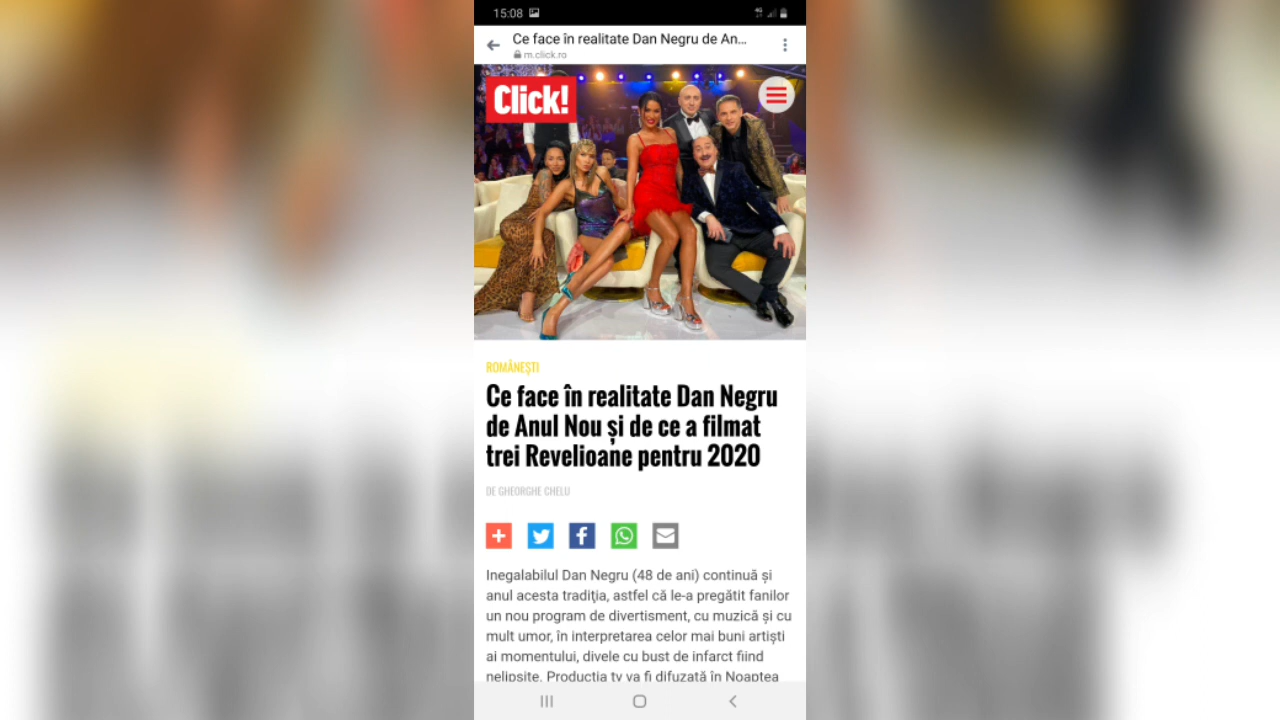 15:08
4G
Ce face în realitate Dan Negru de An...
m.click.ro
Click!
ROMÂNEȘTI
Ce face în realitate Dan Negru
de Anul Nou și de ce a filmat
trei Revelioane pentru 2020
DE GHEORGHE CHELU
Inegalabilul Dan Negru (48 de ani) continuă și
anul acesta tradiţia, astfel că le-a pregătit fanilor
un nou program de divertisment, cu muzică și cu
mult umor, în interpretarea celor mai buni artiști
ai momentului, divele cu bust de infarct fiind
nelipsite. Producţia tv va fi difuzată în Noaptea